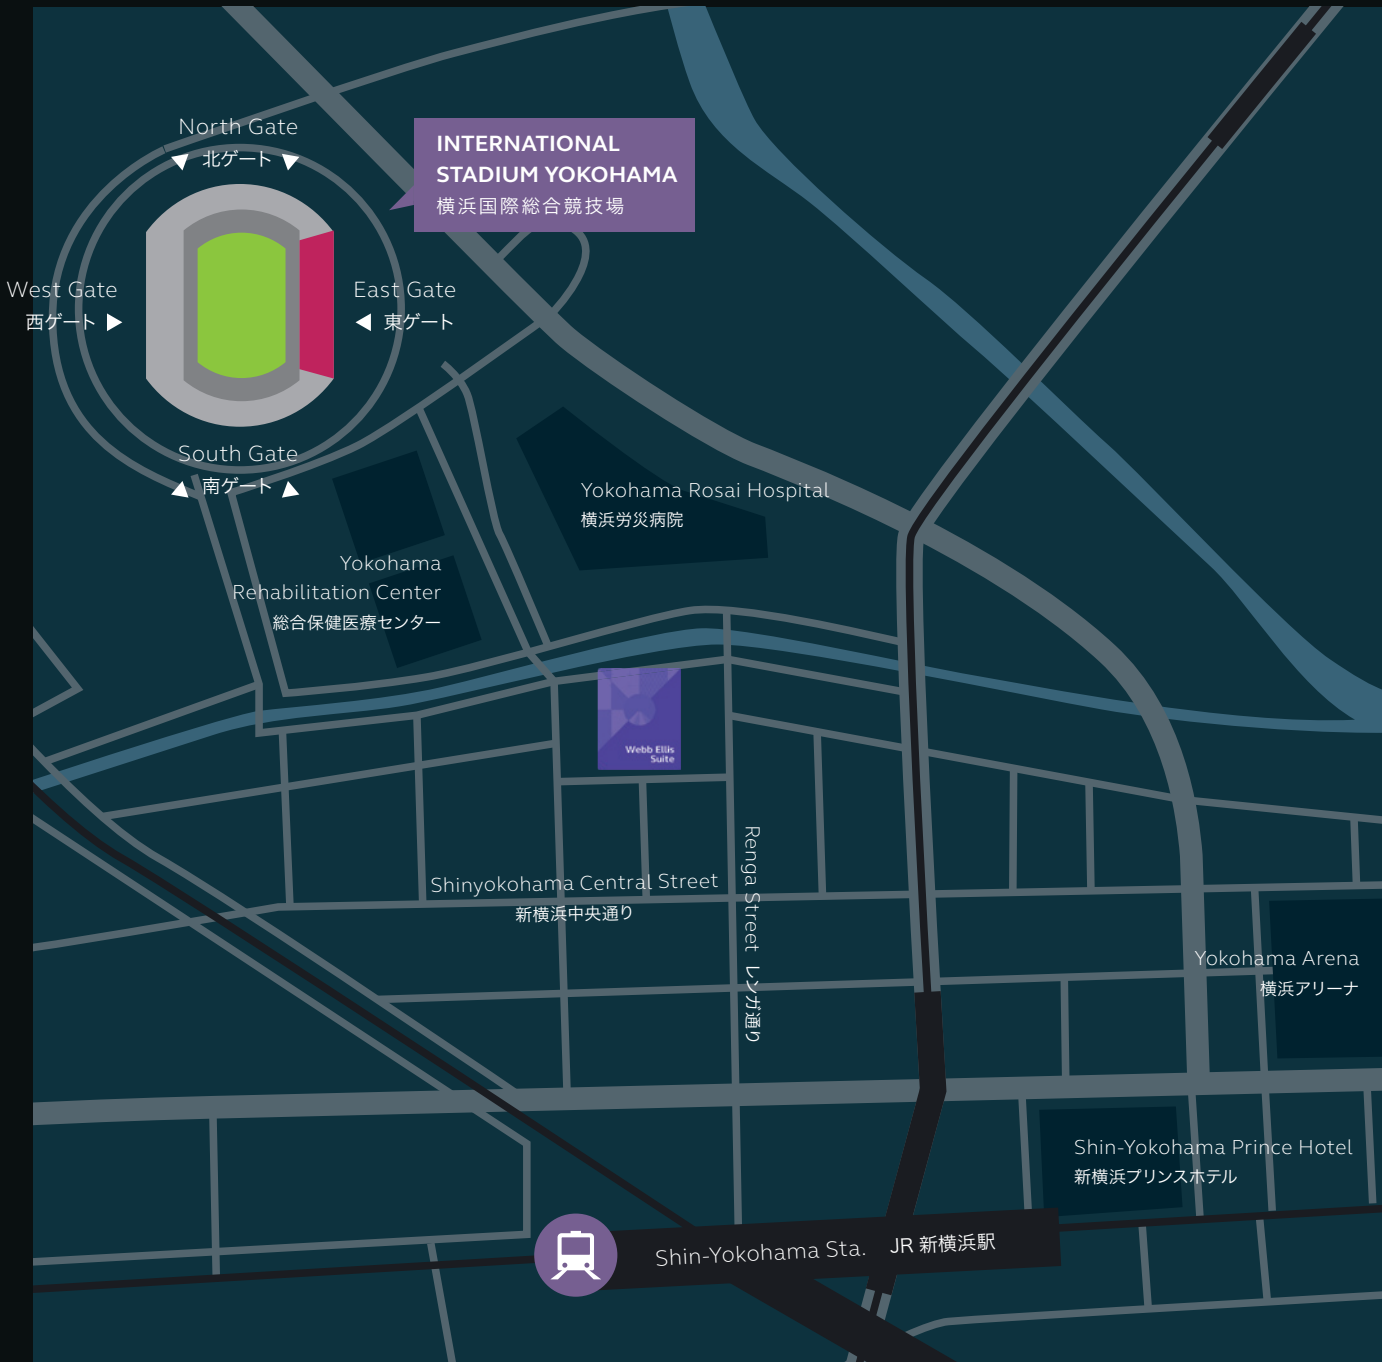 North Gate
北ゲート
INTERNATIONAL
STADIUM YOKOHAMA
横浜国際総合競技場
West Gate
西ゲート
East Gate
東ゲート
South Gate
南ゲート
Yokohama Rosai Hospital
横浜労災病院
Yokohama
Rehabilitation Center
総合保健医療センター
Webb Ellis
Suite
Renga Street レンガ通り
Shinyokohama Central Street
新横浜中央通り
Yokohama Arena
横浜アリーナ
Shin-Yokohama Prince Hotel
新横浜プリンスホテル
Shin-Yokohama Sta. JR 新横浜駅